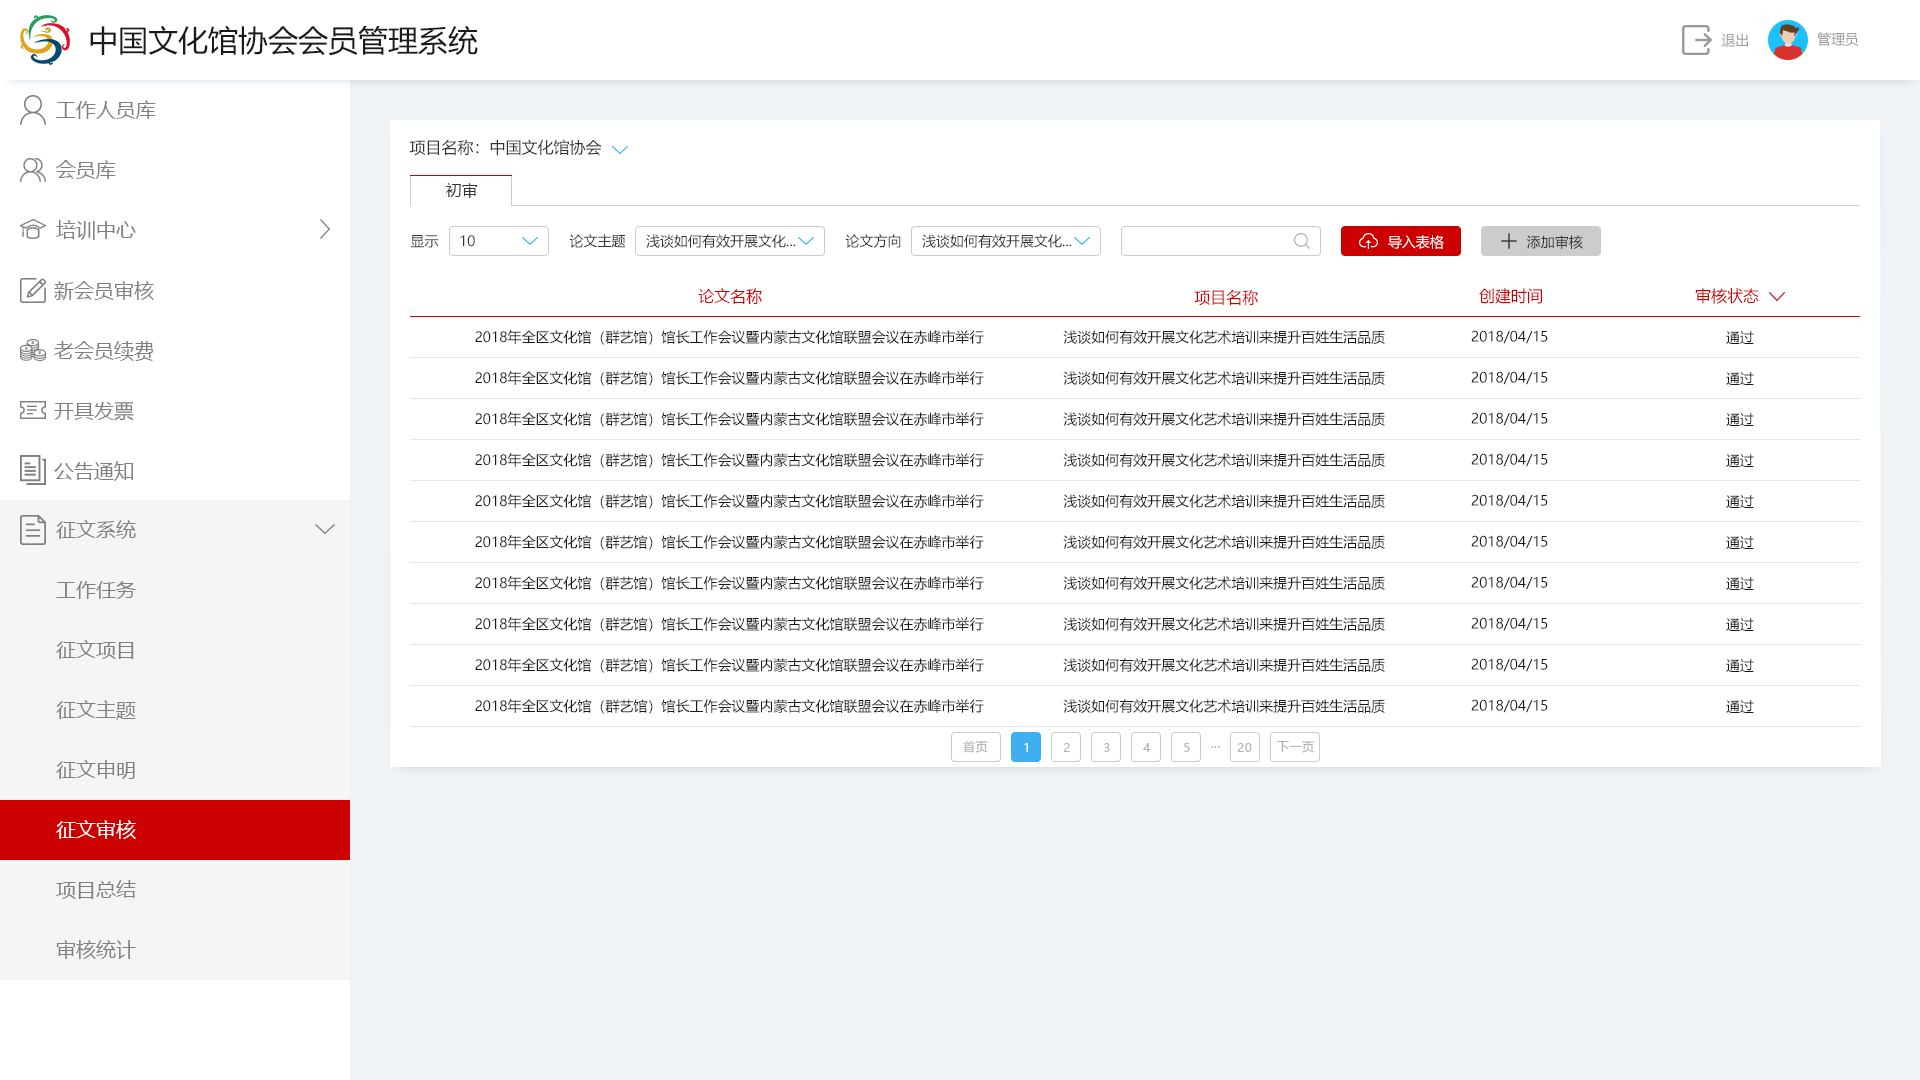 中国文化馆协会会员管理系统
退出
管理员
工作人员库
会员库
培训中心
新会员审核
老会员续费
开具发票
公告通知
征文系统
工作任务
征文项目
征文主题
征文申明
征文审核
项目总结
审核统计
项目名称：中国文化馆协会
初审
显示 10 论文主题 浅谈如何有效开展文化... 论文方向 浅谈如何有效开展文化... 导入表格 添加审核
论文名称 项目名称 创建时间 审核状态
2018年全区文化馆（群艺馆）馆长工作会议暨内蒙古文化馆联盟会议在赤峰市举行 浅谈如何有效开展文化艺术培训来提升百姓生活品质 2018/04/15 通过
2018年全区文化馆（群艺馆）馆长工作会议暨内蒙古文化馆联盟会议在赤峰市举行 浅谈如何有效开展文化艺术培训来提升百姓生活品质 2018/04/15 通过
2018年全区文化馆（群艺馆）馆长工作会议暨内蒙古文化馆联盟会议在赤峰市举行 浅谈如何有效开展文化艺术培训来提升百姓生活品质 2018/04/15 通过
2018年全区文化馆（群艺馆）馆长工作会议暨内蒙古文化馆联盟会议在赤峰市举行 浅谈如何有效开展文化艺术培训来提升百姓生活品质 2018/04/15 通过
2018年全区文化馆（群艺馆）馆长工作会议暨内蒙古文化馆联盟会议在赤峰市举行 浅谈如何有效开展文化艺术培训来提升百姓生活品质 2018/04/15 通过
2018年全区文化馆（群艺馆）馆长工作会议暨内蒙古文化馆联盟会议在赤峰市举行 浅谈如何有效开展文化艺术培训来提升百姓生活品质 2018/04/15 通过
2018年全区文化馆（群艺馆）馆长工作会议暨内蒙古文化馆联盟会议在赤峰市举行 浅谈如何有效开展文化艺术培训来提升百姓生活品质 2018/04/15 通过
2018年全区文化馆（群艺馆）馆长工作会议暨内蒙古文化馆联盟会议在赤峰市举行 浅谈如何有效开展文化艺术培训来提升百姓生活品质 2018/04/15 通过
2018年全区文化馆（群艺馆）馆长工作会议暨内蒙古文化馆联盟会议在赤峰市举行 浅谈如何有效开展文化艺术培训来提升百姓生活品质 2018/04/15 通过
2018年全区文化馆（群艺馆）馆长工作会议暨内蒙古文化馆联盟会议在赤峰市举行 浅谈如何有效开展文化艺术培训来提升百姓生活品质 2018/04/15 通过
首页 1 2 3 4 5 ... 20 下一页